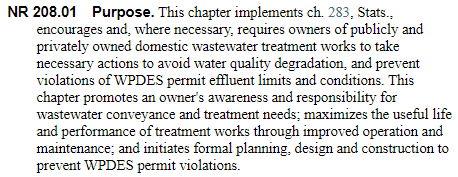 NR 208.01 Purpose. This chapter implements ch. 283, Stats.,
encourages and, where necessary, requires owners of publicly and
privately owned domestic wastewater treatment works to take
necessary actions to avoid water quality degradation, and prevent
violations of WPDES permit effluent limits and conditions. This
chapter promotes an owner's awareness and responsibility for
wastewater conveyance and treatment needs; maximizes the useful life
and performance of treatment works through improved operation and
maintenance; and initiates formal planning, design and construction to
prevent WPDES permit violations.